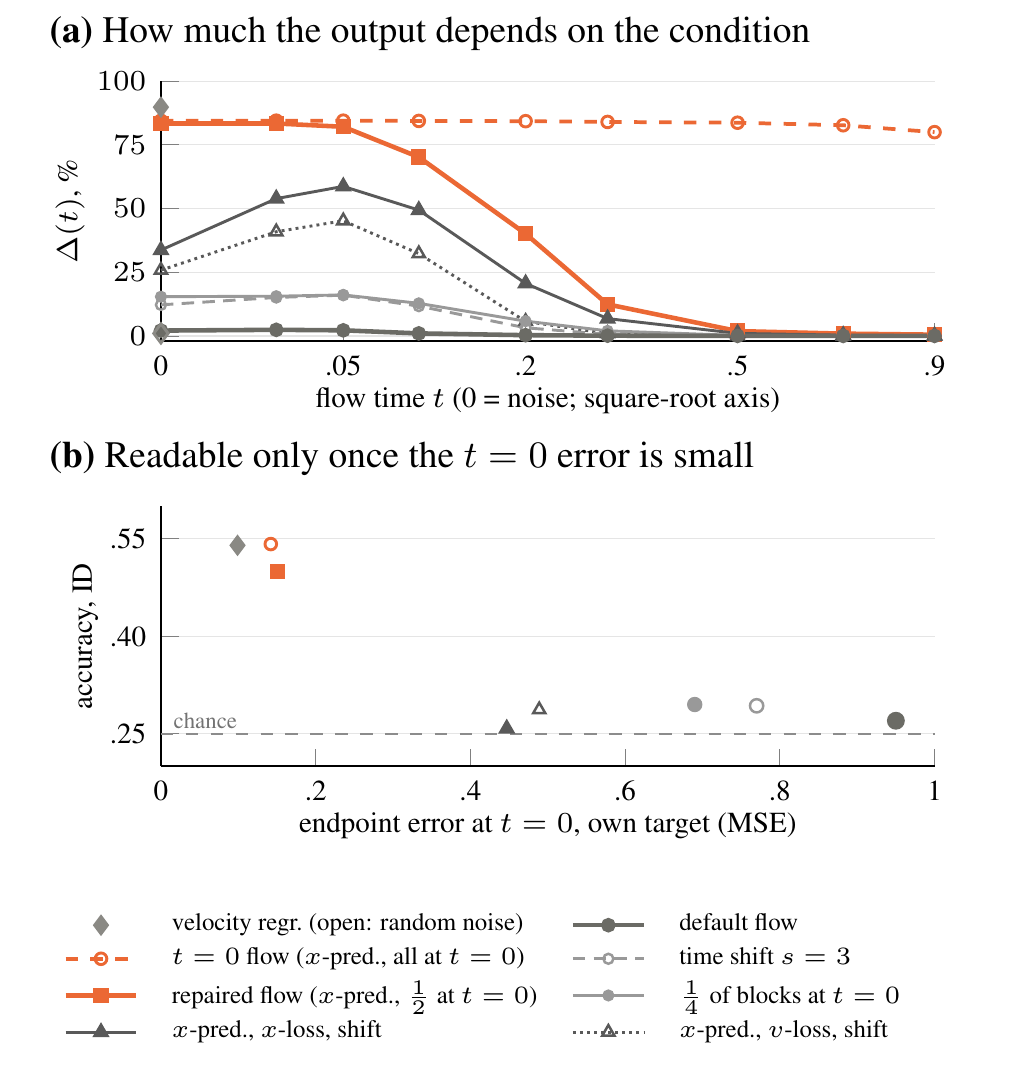 (a) How much the output depends on the condition
100
75
50
25
0
Δ(t), %
0 .05 .2 .5 .9
flow time t (0 = noise; square-root axis)
(b) Readable only once the t = 0 error is small
.55
.40
.25
accuracy, ID
chance
0 .2 .4 .6 .8 1
endpoint error at t = 0, own target (MSE)
velocity regr. (open: random noise)
default flow
t = 0 flow (x-pred., all at t = 0)
time shift s = 3
repaired flow (x-pred., 1/2 at t = 0)
1/4 of blocks at t = 0
x-pred., x-loss, shift
x-pred., v-loss, shift